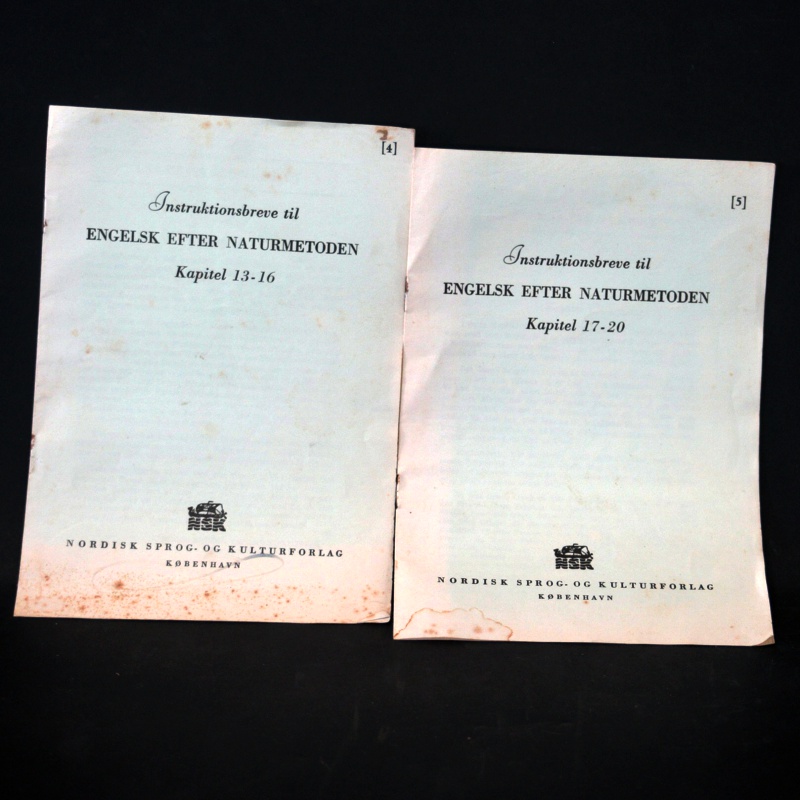 [4]
Instruktionsbreve til
ENGELSK EFTER NATURMETODEN
Kapitel 13-16
NSK
NORDISK SPROG- OG KULTURFORLAG
KØBENHAVN
[5]
Instruktionsbreve til
ENGELSK EFTER NATURMETODEN
Kapitel 17-20
NSK
NORDISK SPROG- OG KULTURFORLAG
KØBENHAVN